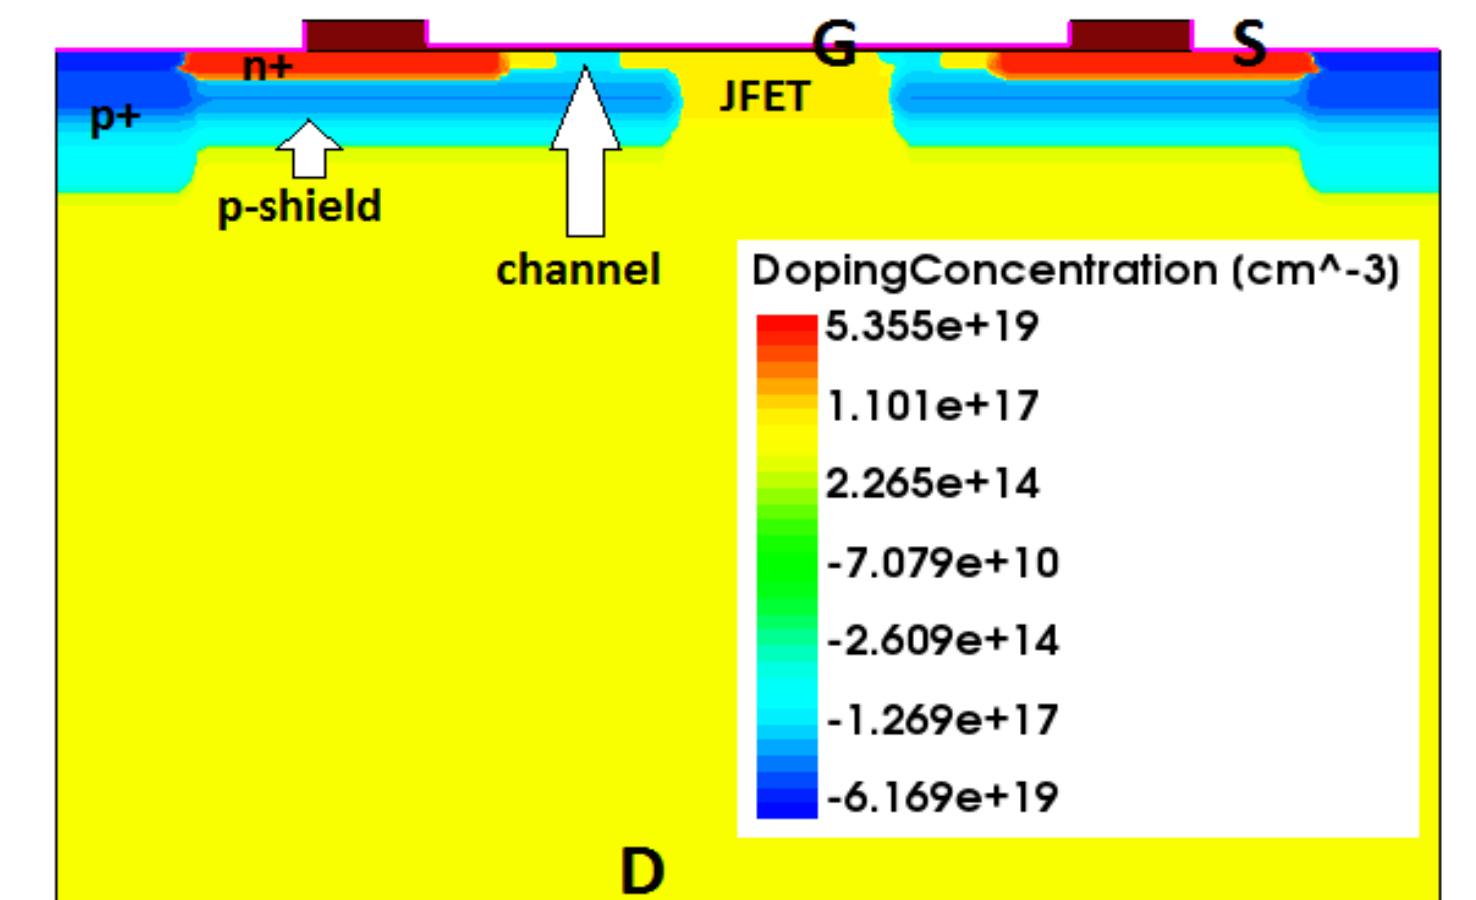 G
S
n+
p+
JFET
p-shield
channel
DopingConcentration (cm^-3)
5.355e+19
1.101e+17
2.265e+14
-7.079e+10
-2.609e+14
-1.269e+17
-6.169e+19
D